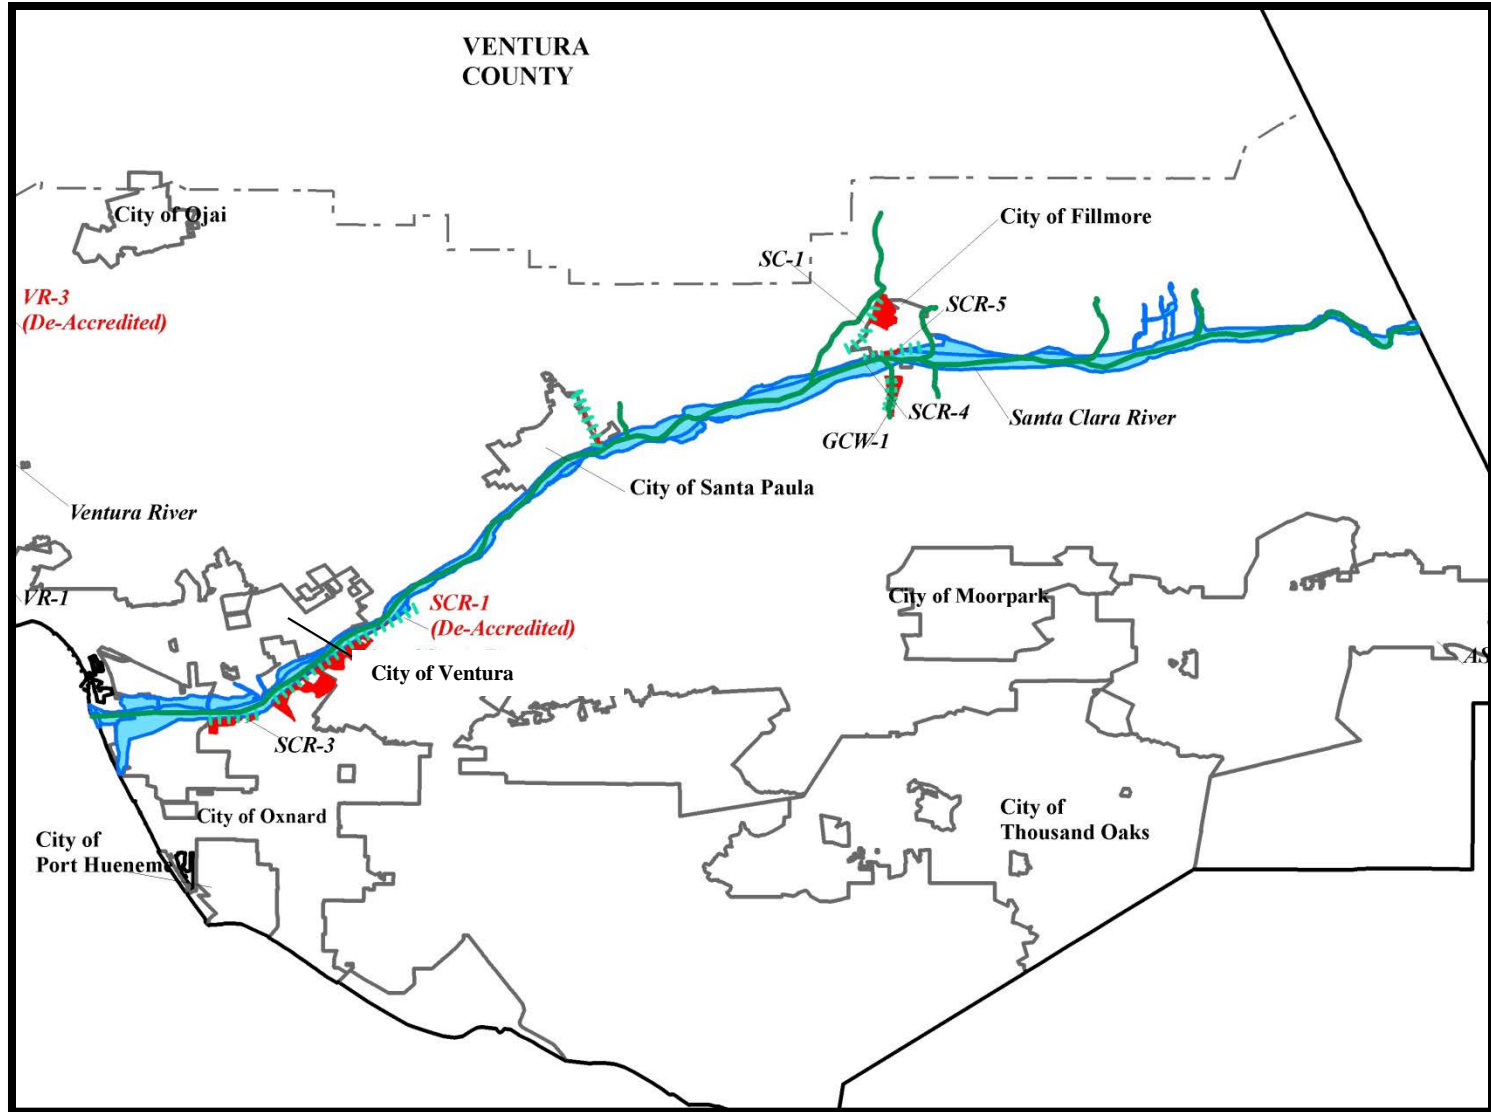 VENTURA
COUNTY
City of Ojai
City of Fillmore
SC-1
VR-3
(De-Accredited)
SCR-5
SCR-4
Santa Clara River
GCW-1
City of Santa Paula
Ventura River
VR-1
SCR-1
(De-Accredited)
City of Moorpark
AS
City of Ventura
SCR-3
City of Oxnard
City of
Thousand Oaks
City of
Port Hueneme